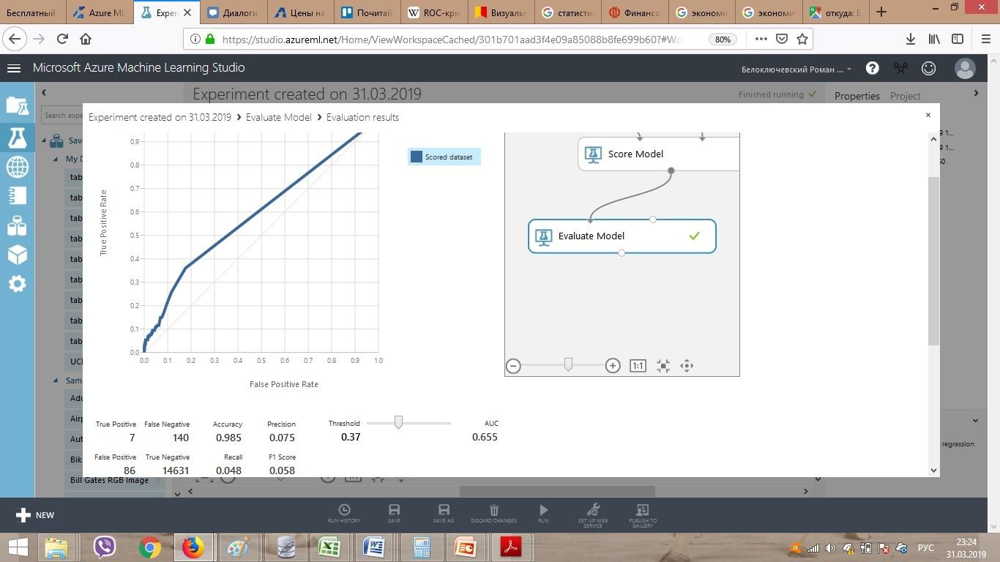 Бесплатный Azure ML Experi Диалоги Цены на Почитай ROC-кри Визуаль статисти Финансо экономи экономи откуда: Б
https://studio.azureml.net/Home/ViewWorkspaceCached/301b701aad3f4e09a85088b8fe699b60?#Wo 80%
Microsoft Azure Machine Learning Studio
Белоключевский Роман ...
Experiment created on 31.03.2019
Finished running
Properties Project
Search expe
Experiment created on 31.03.2019 > Evaluate Model > Evaluation results
Sav
My D
tab
tab
tab
tab
tab
tab
tab
tab
tab
UCI
Sam
Adu
Airp
Aut
Bik
Bill Gates RGB Image
9 1...
9 1...
True Positive Rate
0.9
0.8
0.7
0.6
0.5
0.4
0.3
0.2
0.1
0.0
0.0 0.1 0.2 0.3 0.4 0.5 0.6 0.7 0.8 0.9 1.0
False Positive Rate
Scored dataset
Score Model
Evaluate Model
1:1
True Positive False Negative Accuracy Precision Threshold AUC
7 140 0.985 0.075 0.37 0.655
False Positive True Negative Recall F1 Score
86 14631 0.048 0.058
regression
NEW
RUN HISTORY SAVE SAVE AS DISCARD CHANGES RUN SET UP WEB SERVICE PUBLISH TO GALLERY
РУС
23:24
31.03.2019